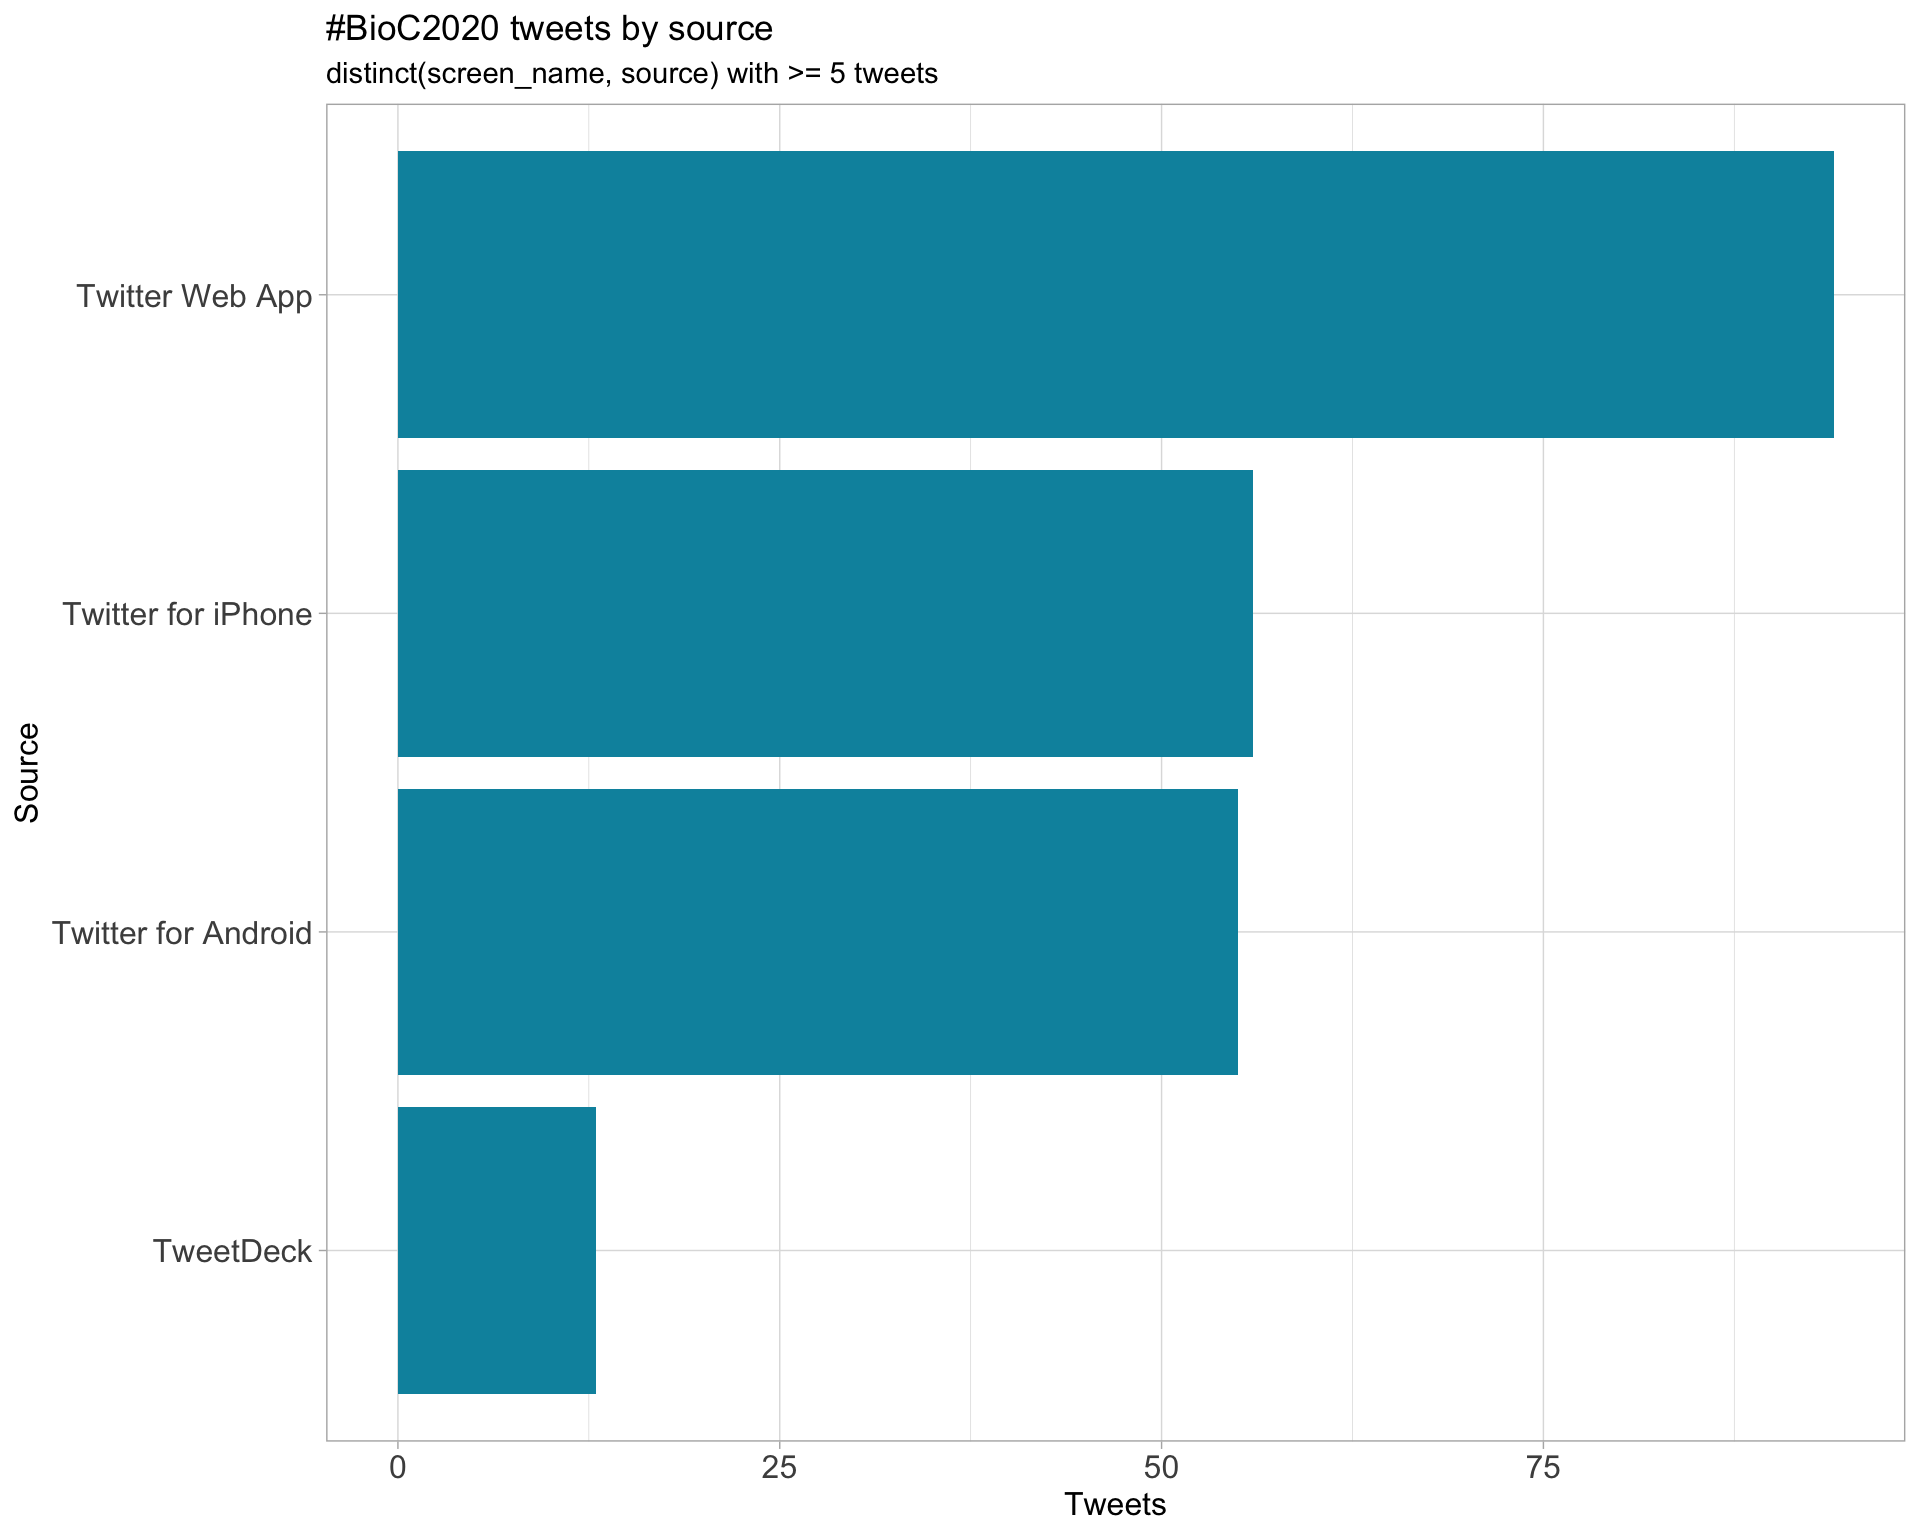 #BioC2020 tweets by source
distinct(screen_name, source) with >= 5 tweets
Source
Twitter Web App
Twitter for iPhone
Twitter for Android
TweetDeck
0 25 50 75
Tweets